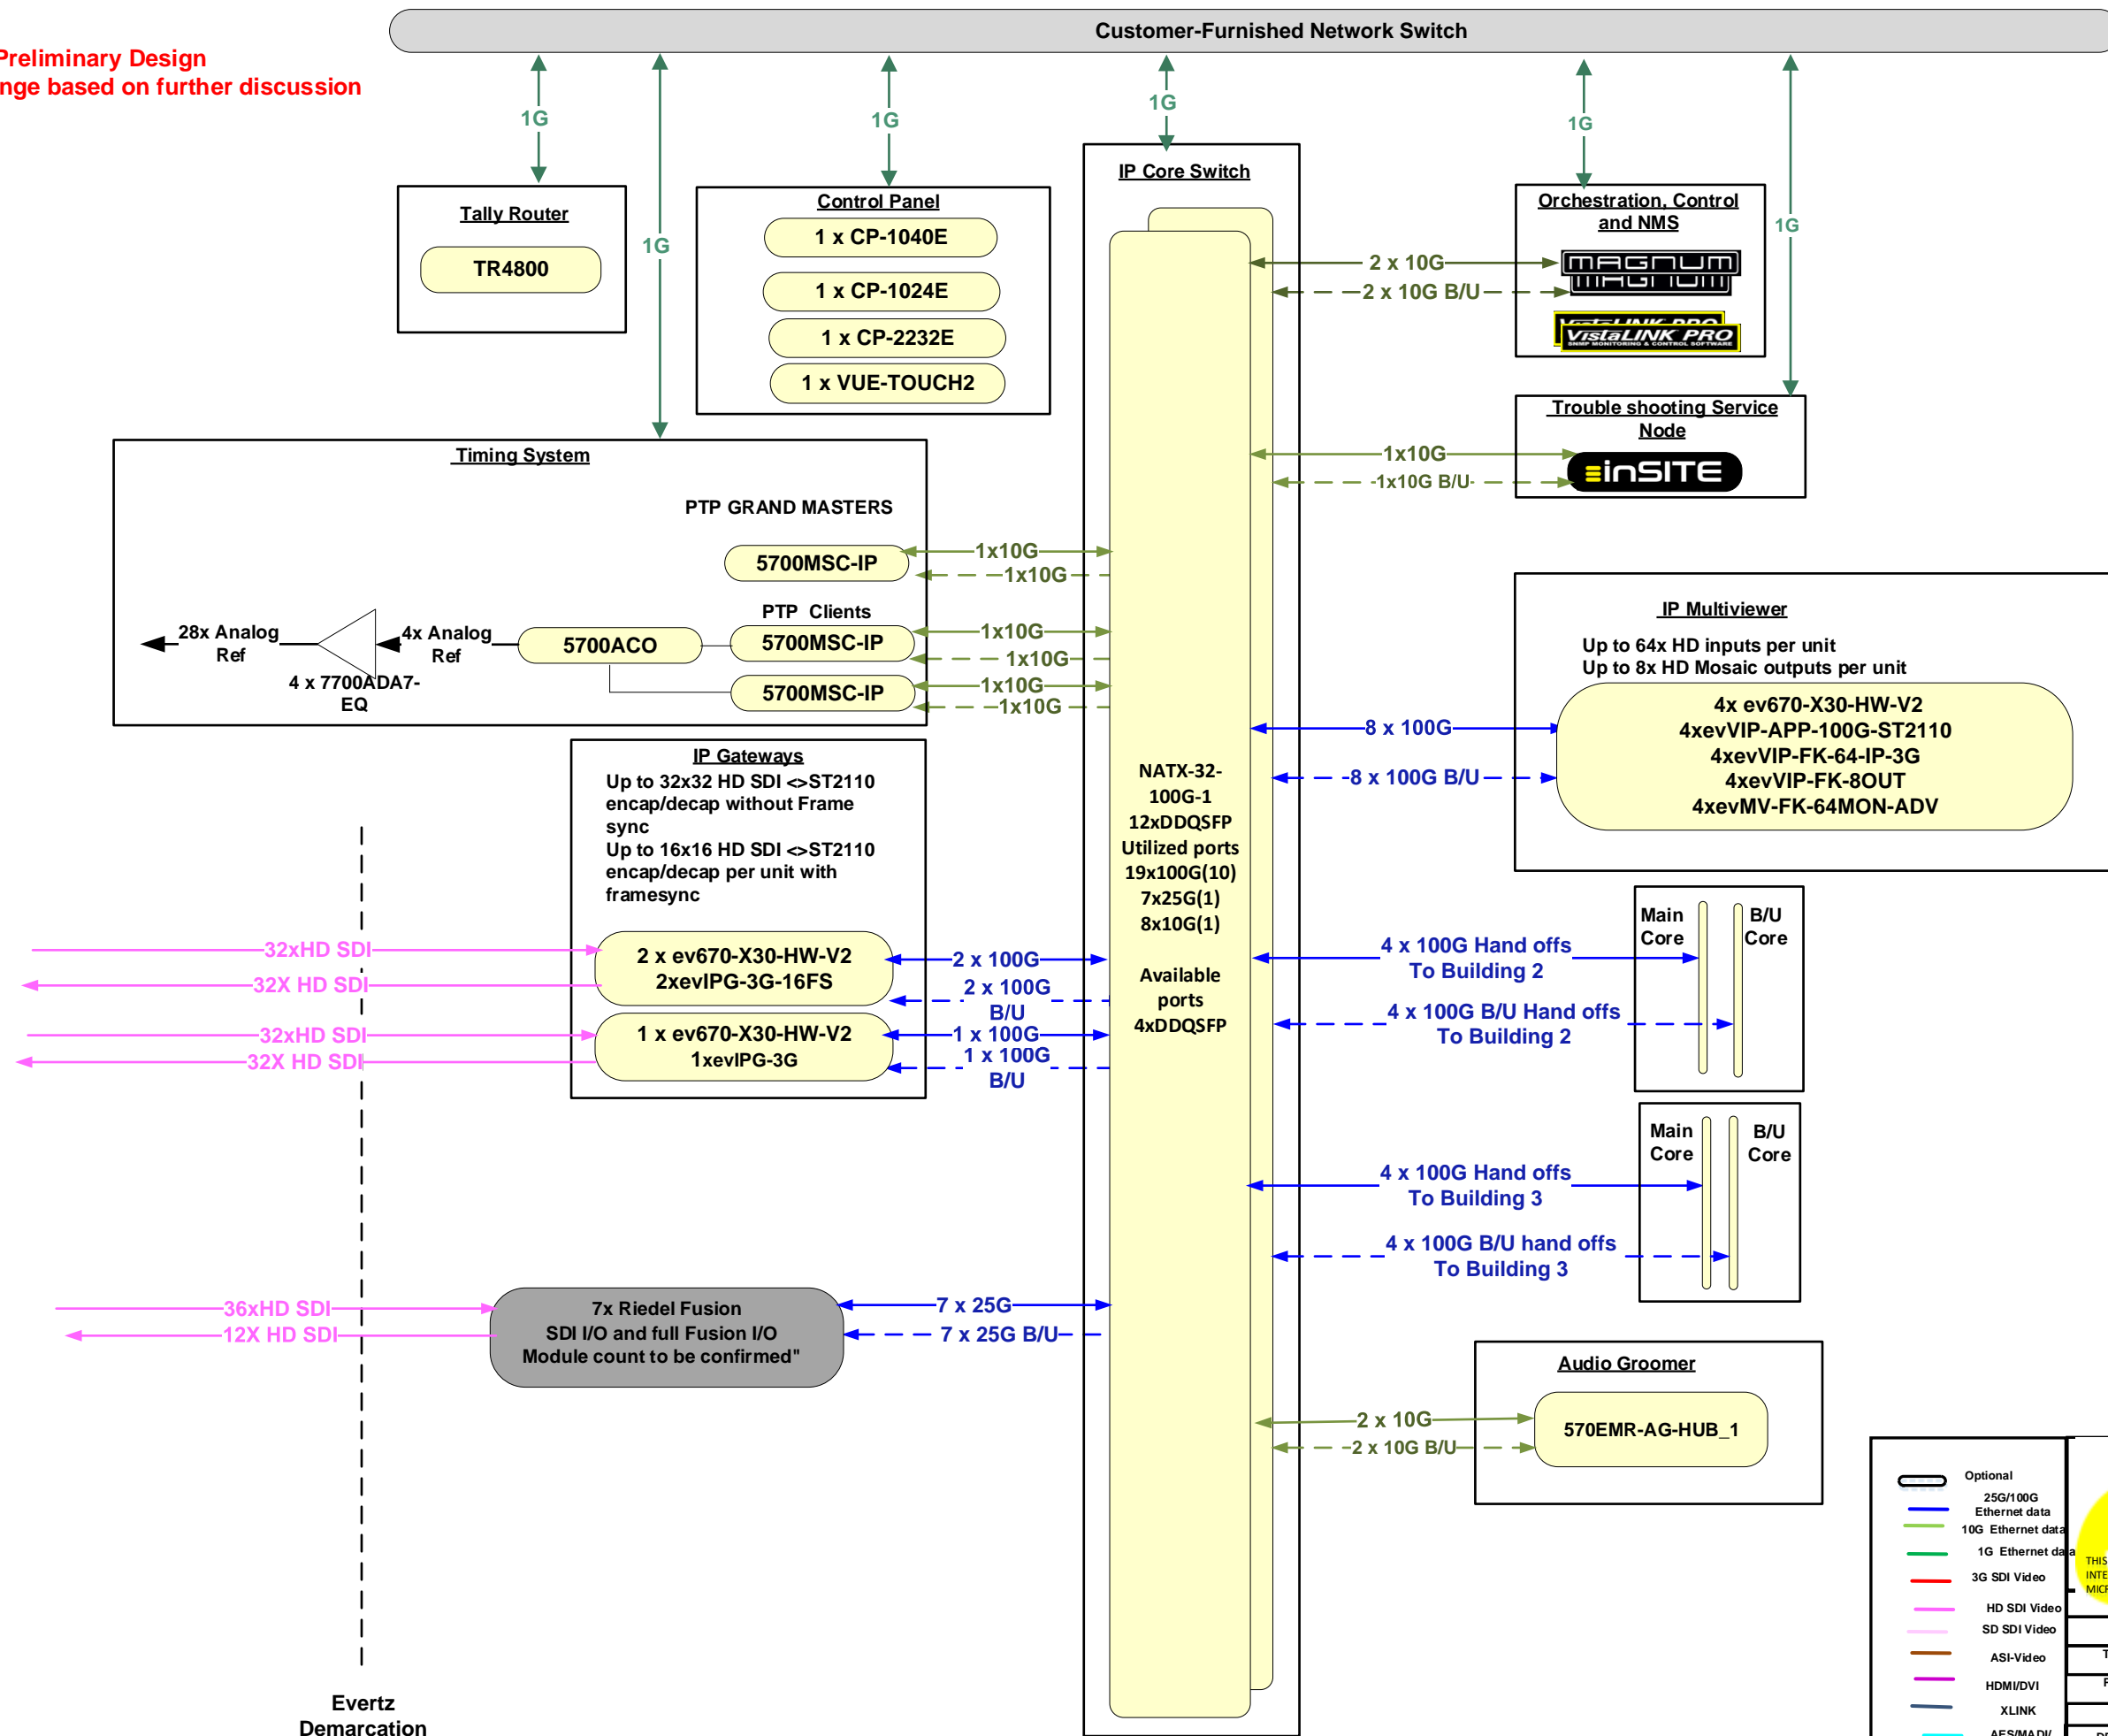 Customer-Furnished Network Switch
Preliminary Design
nge based on further discussion
1G
1G
1G
1G
1G
1G
Tally Router
TR4800
Control Panel
1 x CP-1040E
1 x CP-1024E
1 x CP-2232E
1 x VUE-TOUCH2
IP Core Switch
Orchestration, Control
and NMS
MAGNUM
MAGNUM
VistaLINK PRO
VistaLINK PRO
SNMP MONITORING & CONTROL SOFTWARE
2 x 10G
2 x 10G B/U
Trouble shooting Service
Node
inSITE
1x10G
1x10G B/U
Timing System
PTP GRAND MASTERS
5700MSC-IP
1x10G
1x10G
PTP Clients
28x Analog
Ref
4x Analog
Ref
4 x 7700ADA7-
EQ
5700ACO
5700MSC-IP
5700MSC-IP
1x10G
1x10G
1x10G
1x10G
IP Multiviewer
Up to 64x HD inputs per unit
Up to 8x HD Mosaic outputs per unit
4x ev670-X30-HW-V2
4xevVIP-APP-100G-ST2110
4xevVIP-FK-64-IP-3G
4xevVIP-FK-8OUT
4xevMV-FK-64MON-ADV
8 x 100G
8 x 100G B/U
IP Gateways
Up to 32x32 HD SDI <>ST2110
encap/decap without Frame
sync
Up to 16x16 HD SDI <>ST2110
encap/decap per unit with
framesync
2 x ev670-X30-HW-V2
2xevIPG-3G-16FS
1 x ev670-X30-HW-V2
1xevIPG-3G
32xHD SDI
32X HD SDI
32xHD SDI
32X HD SDI
2 x 100G
2 x 100G
B/U
1 x 100G
1 x 100G
B/U
NATX-32-
100G-1
12xDDQSFP
Utilized ports
19x100G(10)
7x25G(1)
8x10G(1)
Available
ports
4xDDQSFP
Main
Core
B/U
Core
4 x 100G Hand offs
To Building 2
4 x 100G B/U Hand offs
To Building 2
Main
Core
B/U
Core
4 x 100G Hand offs
To Building 3
4 x 100G B/U hand offs
To Building 3
36xHD SDI
12X HD SDI
7x Riedel Fusion
SDI I/O and full Fusion I/O
Module count to be confirmed"
7 x 25G
7 x 25G B/U
Audio Groomer
570EMR-AG-HUB_1
2 x 10G
2 x 10G B/U
Evertz
Demarcation
Optional
25G/100G
Ethernet data
10G Ethernet data
1G Ethernet data
3G SDI Video
HD SDI Video
SD SDI Video
ASI-Video
HDMI/DVI
XLINK
AES/MADI/
THIS
INTE
MICR
T